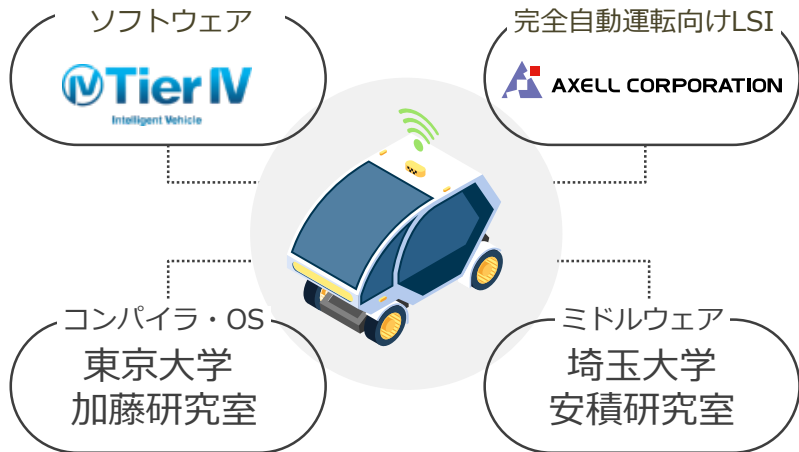 ソフトウェア
Tier IV
Intelligent Vehicle
完全自動運転向けLSI
AXELL CORPORATION
コンパイラ・OS
東京大学
加藤研究室
ミドルウェア
埼玉大学
安積研究室